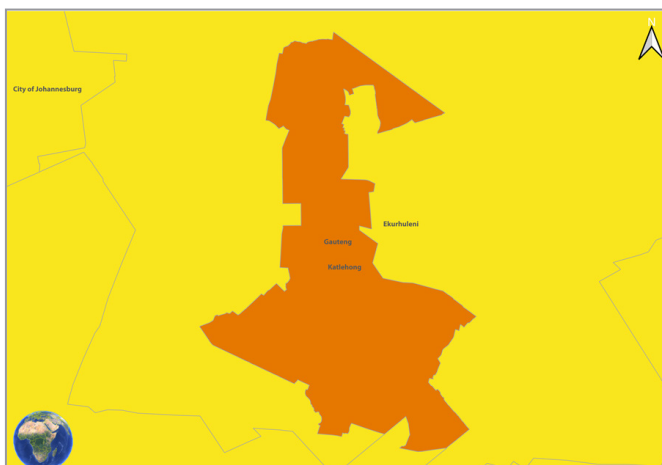 N
City of Johannesburg
Ekurhuleni
Gauteng
Katlehong